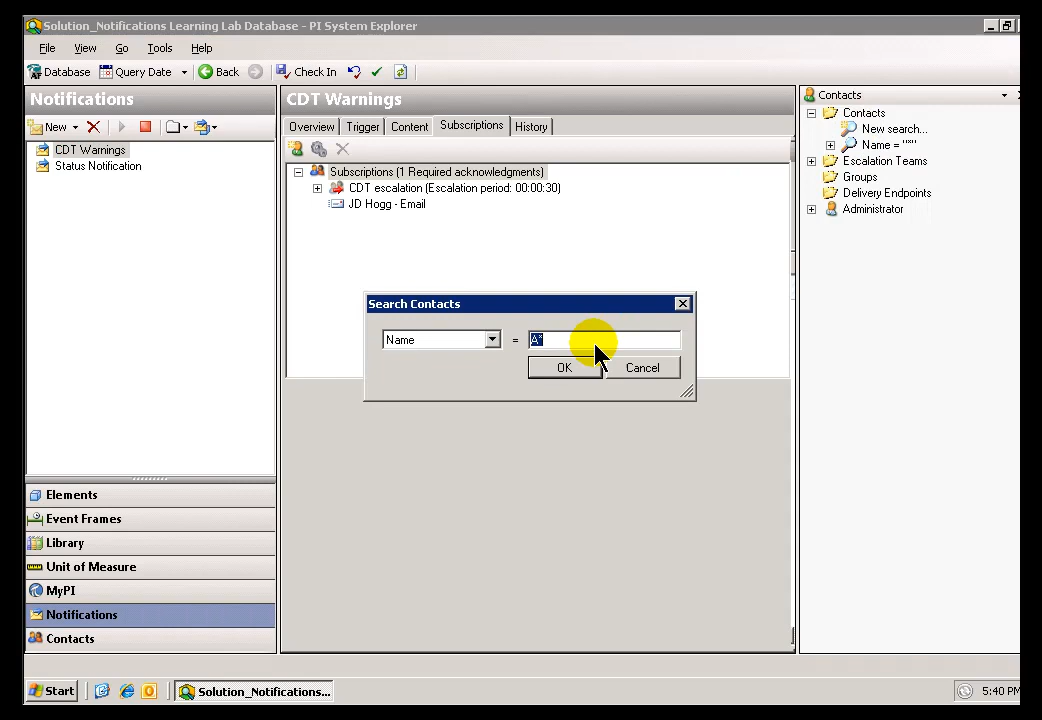 Solution_Notifications Learning Lab Database - PI System Explorer
File View Go Tools Help
Database Query Date Back Check In
Notifications
New
CDT Warnings
Status Notification
Elements
Event Frames
Library
Unit of Measure
MyPI
Notifications
Contacts
CDT Warnings
Overview Trigger Content Subscriptions History
Subscriptions (1 Required acknowledgments)
CDT escalation (Escalation period: 00:00:30)
JD Hogg - Email
Search Contacts
Name = A*
OK Cancel
Contacts
Contacts
New search...
Name = "*"
Escalation Teams
Groups
Delivery Endpoints
Administrator
Start Solution_Notifications... 5:40 PM